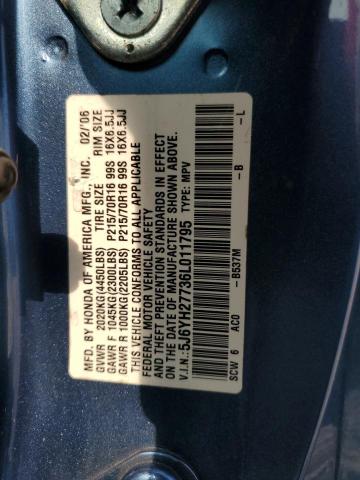 MFD. BY HONDA OF AMERICA MFG., INC. 02/'06
GVWR 2020KG(4450LBS) TIRE SIZE RIM SIZE
GAWR F 1045KG(2300LBS) P215/70R16 99S 16X6.5JJ
GAWR R 1000KG(2205LBS) P215/70R16 99S 16X6.5JJ
THIS VEHICLE CONFORMS TO ALL APPLICABLE
FEDERAL MOTOR VEHICLE SAFETY
AND THEFT PREVENTION STANDARDS IN EFFECT
ON THE DATE OF MANUFACTURE SHOWN ABOVE.
V.I.N.: 5J6YH27736L011795 TYPE: MPV
SCW 6 AC0 - B537M - B - L